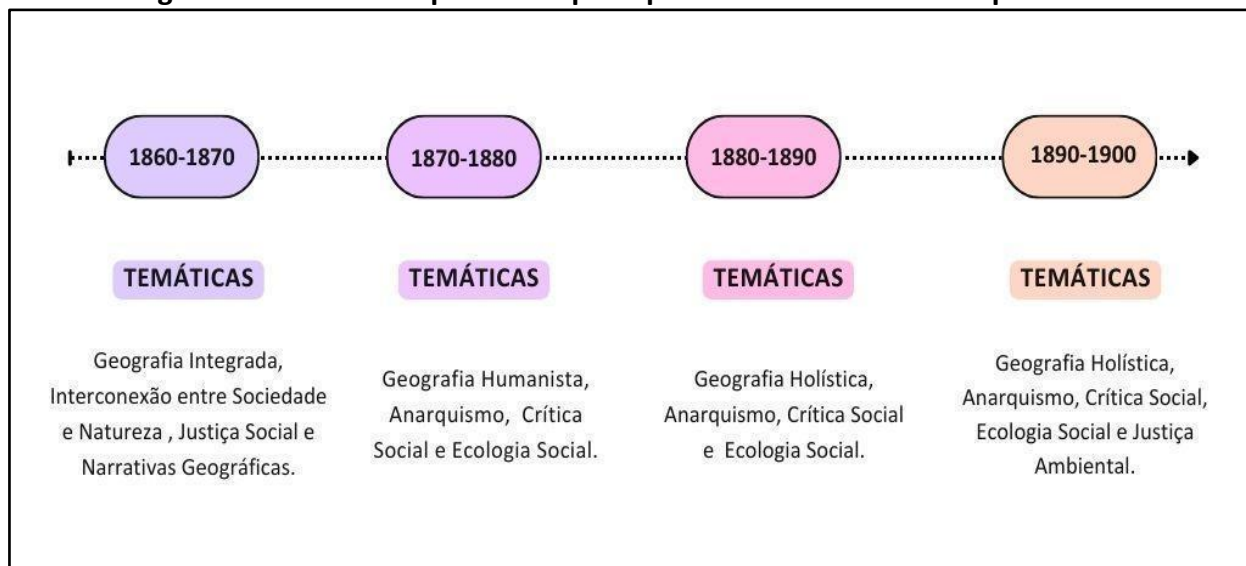 1860-1870
1870-1880
1880-1890
1890-1900
TEMÁTICAS
TEMÁTICAS
TEMÁTICAS
TEMÁTICAS
Geografia Integrada,
Interconexão entre Sociedade
e Natureza , Justiça Social e
Narrativas Geográficas.
Geografia Humanista,
Anarquismo, Crítica
Social e Ecologia Social.
Geografia Holística,
Anarquismo, Crítica Social
e Ecologia Social.
Geografia Holística,
Anarquismo, Crítica Social,
Ecologia Social e Justiça
Ambiental.